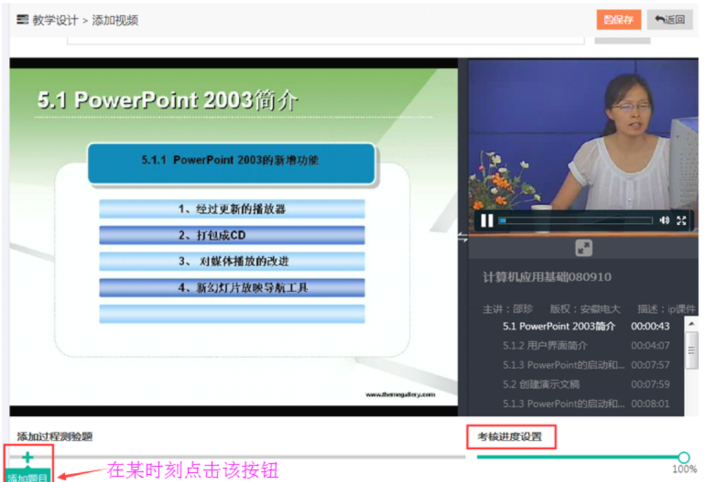 教学设计 > 添加视频
保存
返回
5.1 PowerPoint 2003简介
5.1.1 PowerPoint 2003的新增功能
1、经过更新的播放器
2、打包成CD
3、对媒体播放的改进
4、新幻灯片放映导航工具
www.themegallery.com
计算机应用基础080910
主讲：邵珍 版权：安徽电大 描述：ip课件
5.1 PowerPoint 2003简介 00:00:43
5.1.2 用户界面简介 00:04:07
5.1.3 PowerPoint的启动和... 00:07:57
5.2 创建演示文稿 00:07:59
5.1.3 PowerPoint的启动和... 00:08:01
添加过程测验题
考核进度设置
100%
添加题目
在某时刻点击该按钮